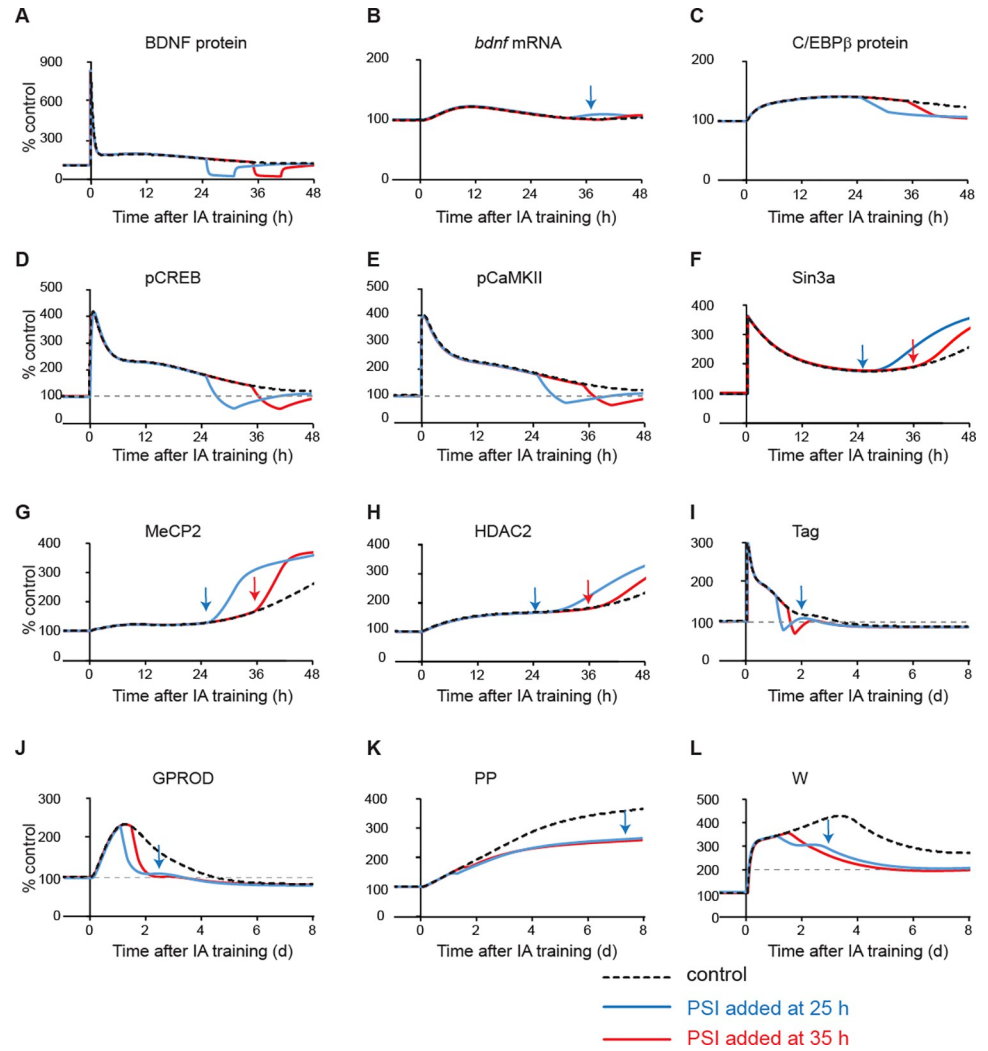 A
B
C
BDNF protein
bdnf mRNA
C/EBPβ protein
% control
900
600
300
0
0 12 24 36 48
Time after IA training (h)
200
100
0
0 12 24 36 48
Time after IA training (h)
200
100
0
0 12 24 36 48
Time after IA training (h)
D
E
F
pCREB
pCaMKII
Sin3a
% control
500
400
300
200
100
0
0 12 24 36 48
Time after IA training (h)
500
400
300
200
100
0
0 12 24 36 48
Time after IA training (h)
400
300
200
100
0
0 12 24 36 48
Time after IA training (h)
G
H
I
MeCP2
HDAC2
Tag
% control
400
300
200
100
0
0 12 24 36 48
Time after IA training (h)
400
300
200
100
0
0 12 24 36 48
Time after IA training (h)
300
200
100
0
0 2 4 6 8
Time after IA training (d)
J
K
L
GPROD
PP
W
% control
300
200
100
0
0 2 4 6 8
Time after IA training (d)
400
300
200
100
0
0 2 4 6 8
Time after IA training (d)
500
400
300
200
100
0
0 2 4 6 8
Time after IA training (d)
control
PSI added at 25 h
PSI added at 35 h